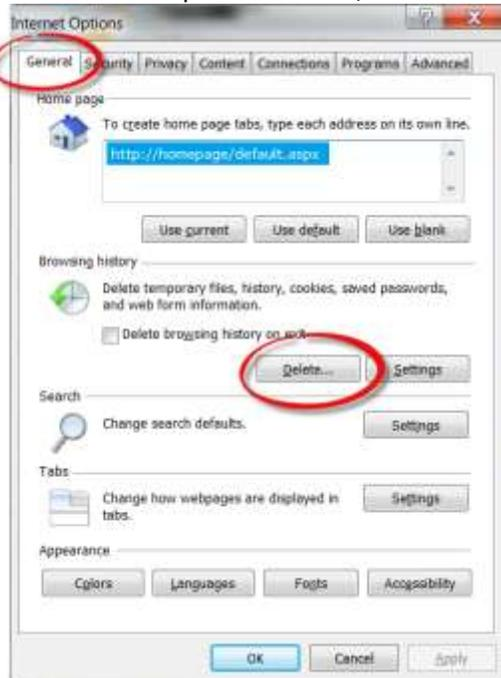 Internet Options
General Security Privacy Content Connections Programs Advanced
Home page
To create home page tabs, type each address on its own line.
http://homepage/default.aspx
Use current Use default Use blank
Browsing history
Delete temporary files, history, cookies, saved passwords,
and web form information.
Delete browsing history on exit
Delete... Settings
Search
Change search defaults. Settings
Tabs
Change how webpages are displayed in Settings
tabs.
Appearance
Colors Languages Fonts Accessibility
OK Cancel Apply